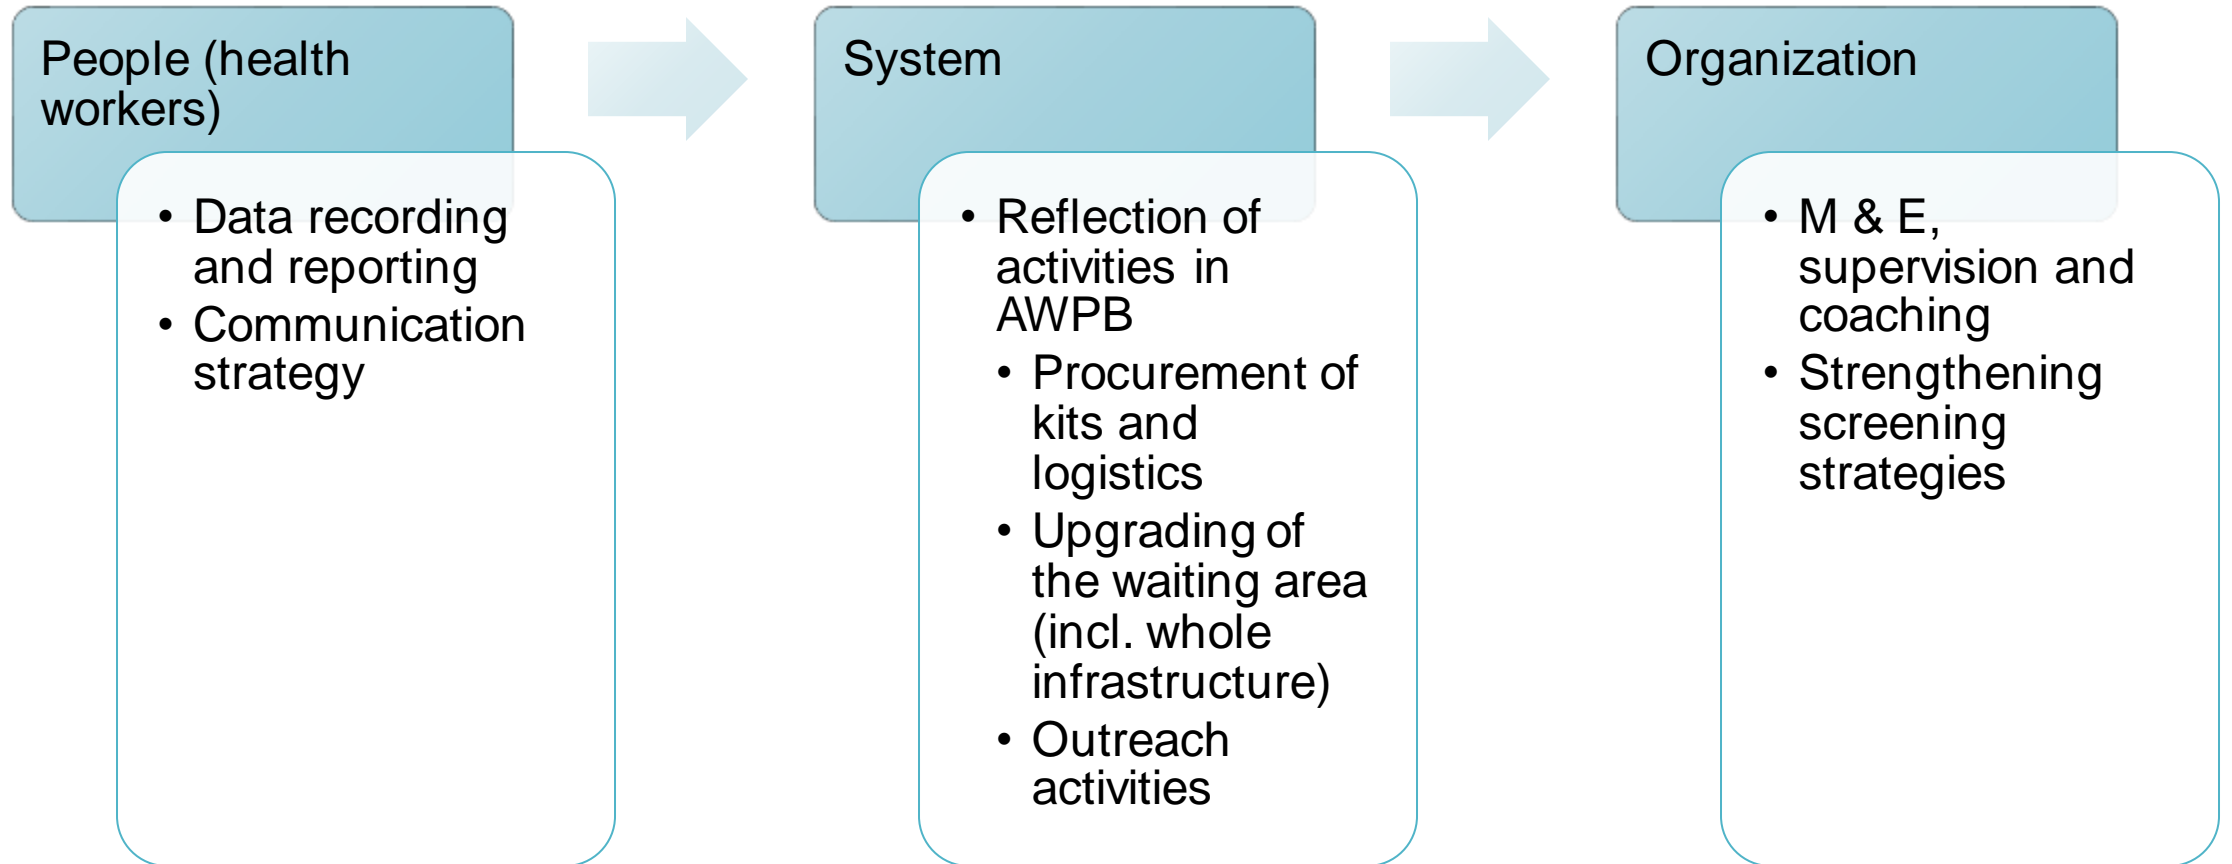 People (health
workers)
• Data recording
and reporting
• Communication
strategy
System
• Reflection of
activities in
AWPB
• Procurement of
kits and
logistics
• Upgrading of
the waiting area
(incl. whole
infrastructure)
• Outreach
activities
Organization
• M & E,
supervision and
coaching
• Strengthening
screening
strategies